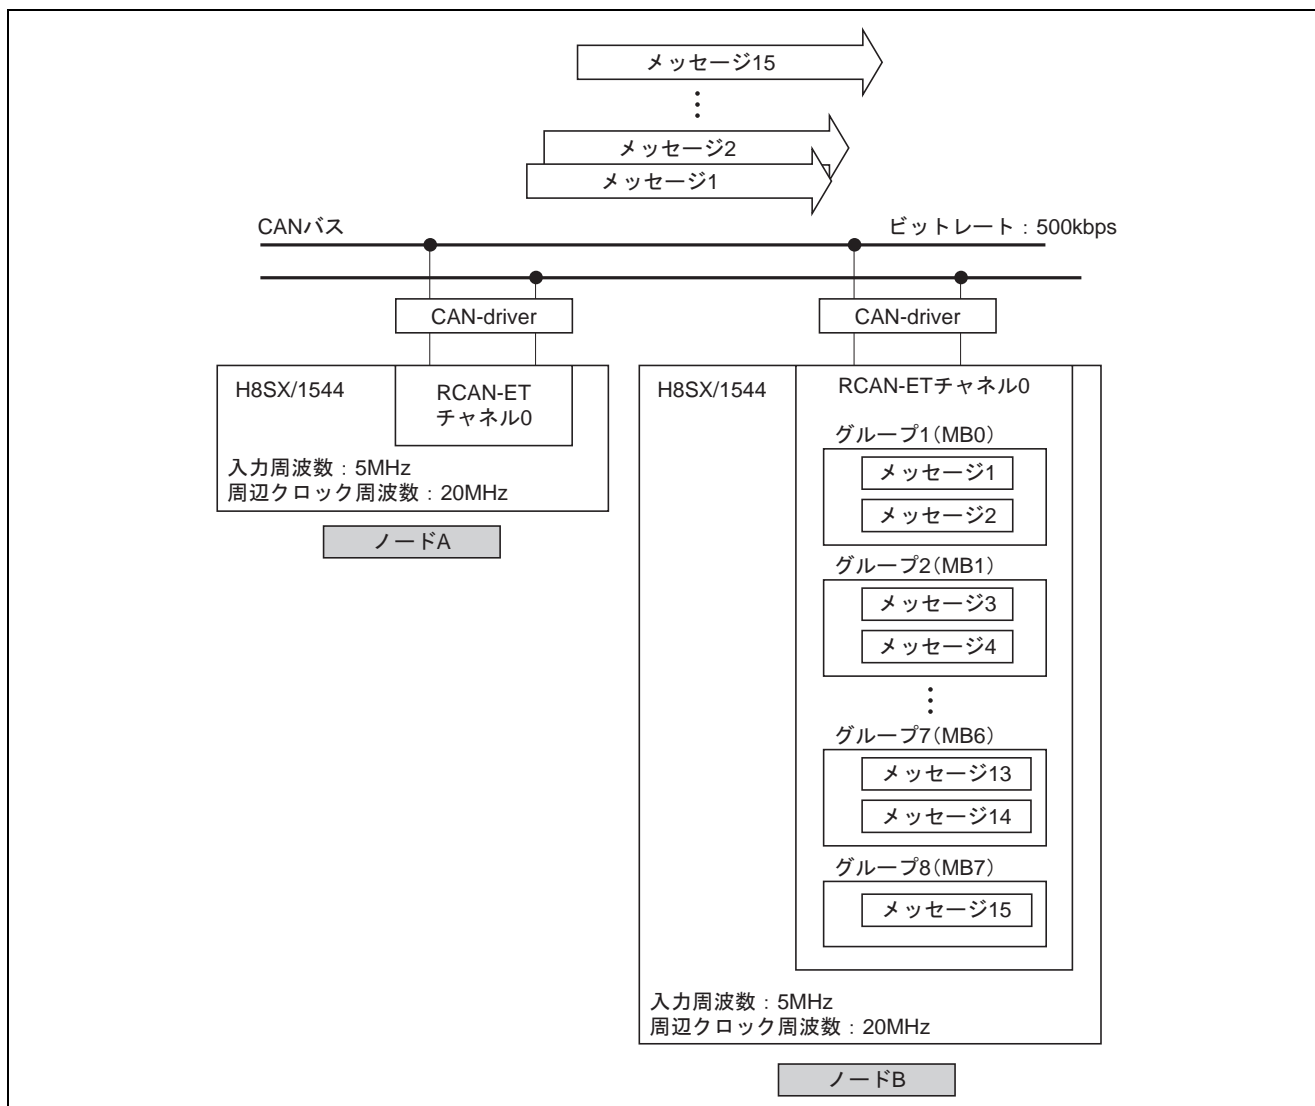 メッセージ15
メッセージ2
メッセージ1
CANバス
ビットレート：500kbps
CAN-driver
CAN-driver
H8SX/1544
RCAN-ET
チャネル0
入力周波数：5MHz
周辺クロック周波数：20MHz
ノードA
H8SX/1544
RCAN-ETチャネル0
グループ1(MB0)
メッセージ1
メッセージ2
グループ2(MB1)
メッセージ3
メッセージ4
グループ7(MB6)
メッセージ13
メッセージ14
グループ8(MB7)
メッセージ15
入力周波数：5MHz
周辺クロック周波数：20MHz
ノードB